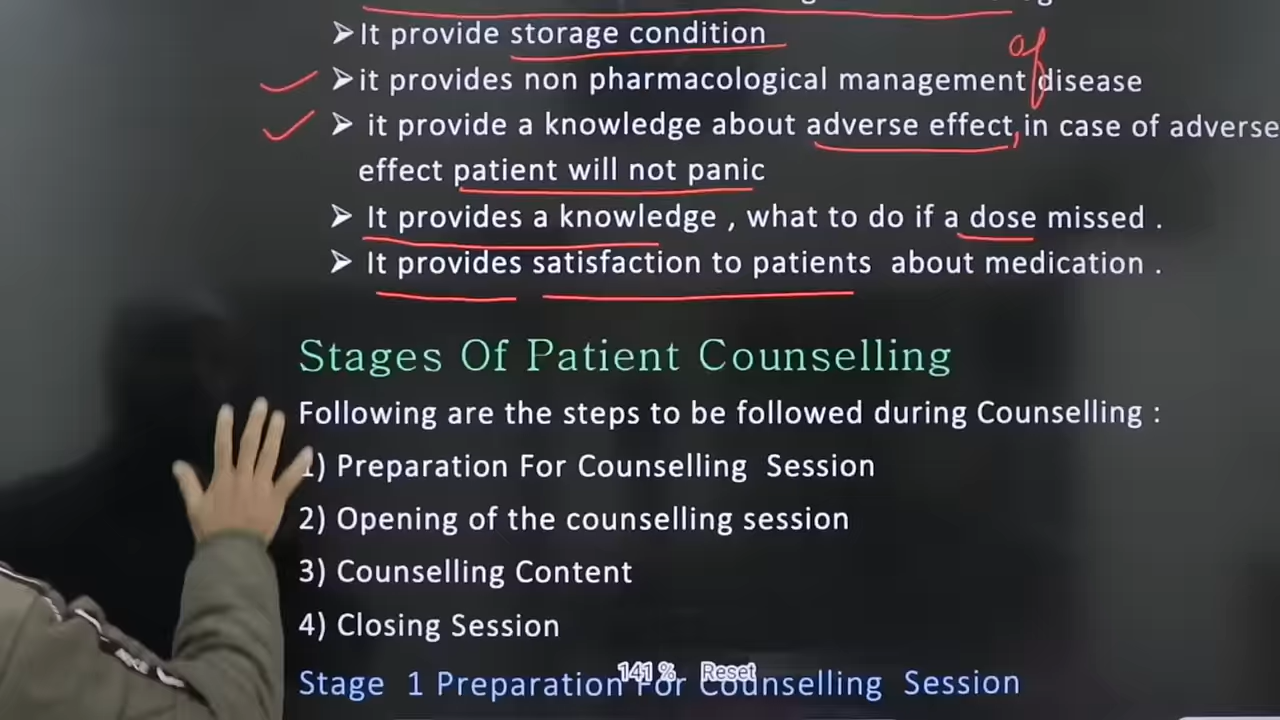 ➤It provide storage condition
of
➤it provides non pharmacological management disease
➤ it provide a knowledge about adverse effect, in case of adverse
effect patient will not panic
➤ It provides a knowledge , what to do if a dose missed .
➤ It provides satisfaction to patients about medication .
Stages Of Patient Counselling
Following are the steps to be followed during Counselling :
1) Preparation For Counselling Session
2) Opening of the counselling session
3) Counselling Content
4) Closing Session
141 % Reset
Stage 1 Preparation For Counselling Session